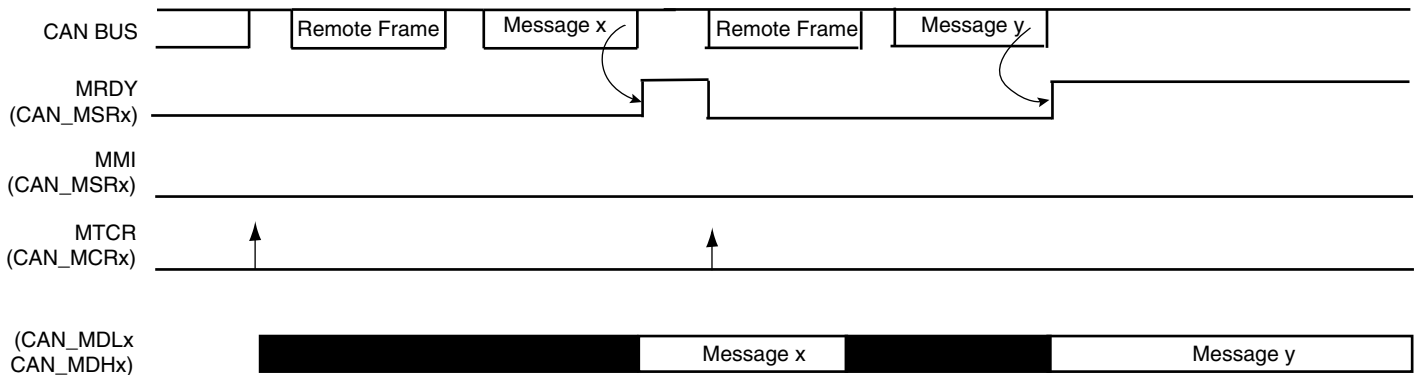 CAN BUS
Remote Frame
Message x
Remote Frame
Message y
MRDY
(CAN_MSRx)
MMI
(CAN_MSRx)
MTCR
(CAN_MCRx)
(CAN_MDLx
CAN_MDHx)
Message x
Message y